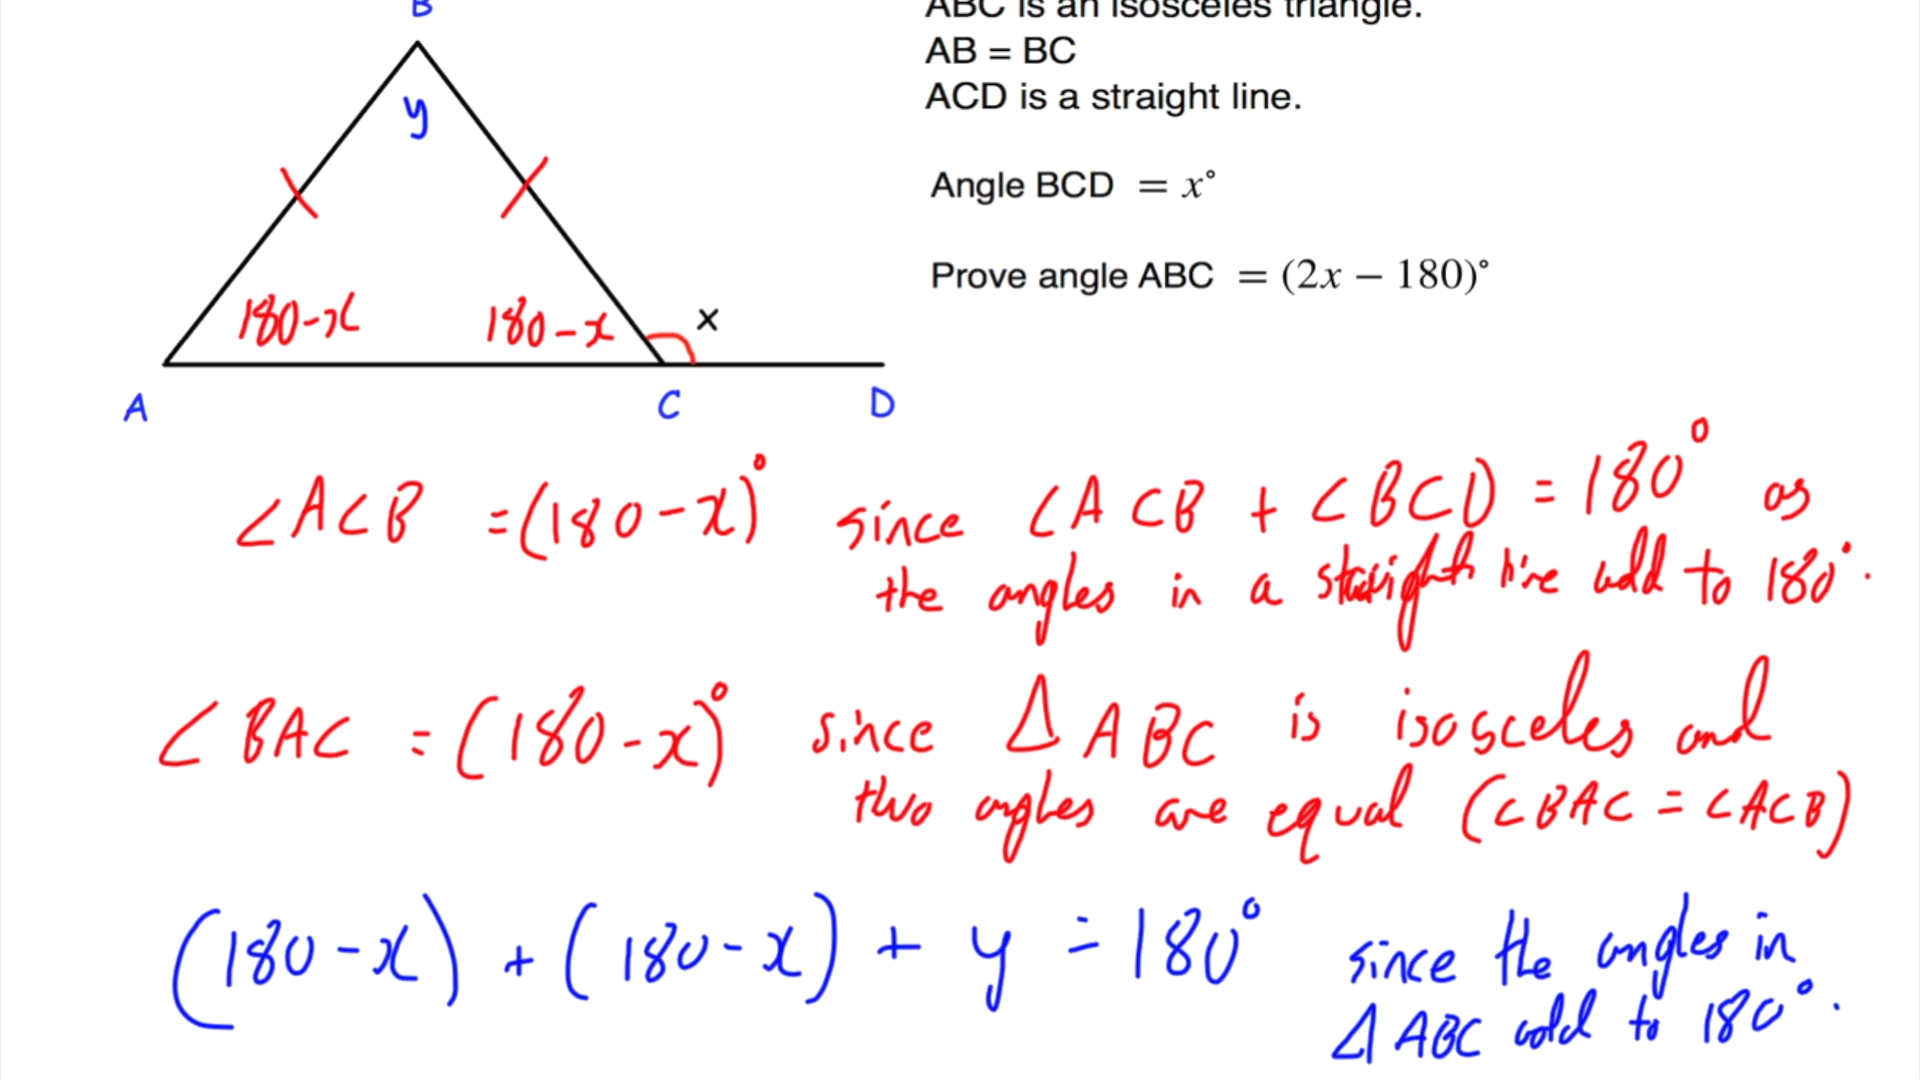 B
ABC is an isosceles triangle.
AB = BC
ACD is a straight line.
y
Angle BCD = x°
Prove angle ABC = (2x − 180)°
180-x
180-x
x
A
C
D
∠ACB = (180-x)° since ∠ACB + ∠BCD = 180° as
the angles in a straight line add to 180°.
∠BAC = (180-x)° since Δ ABC is isosceles and
two angles are equal (∠BAC = ∠ACB)
(180-x) + (180-x) + y = 180° since the angles in
Δ ABC add to 180°.